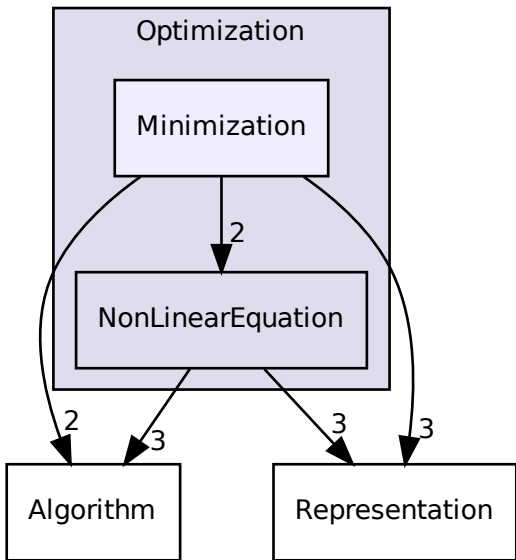 Optimization
Minimization
2
NonLinearEquation
2
3
3
3
Algorithm
Representation